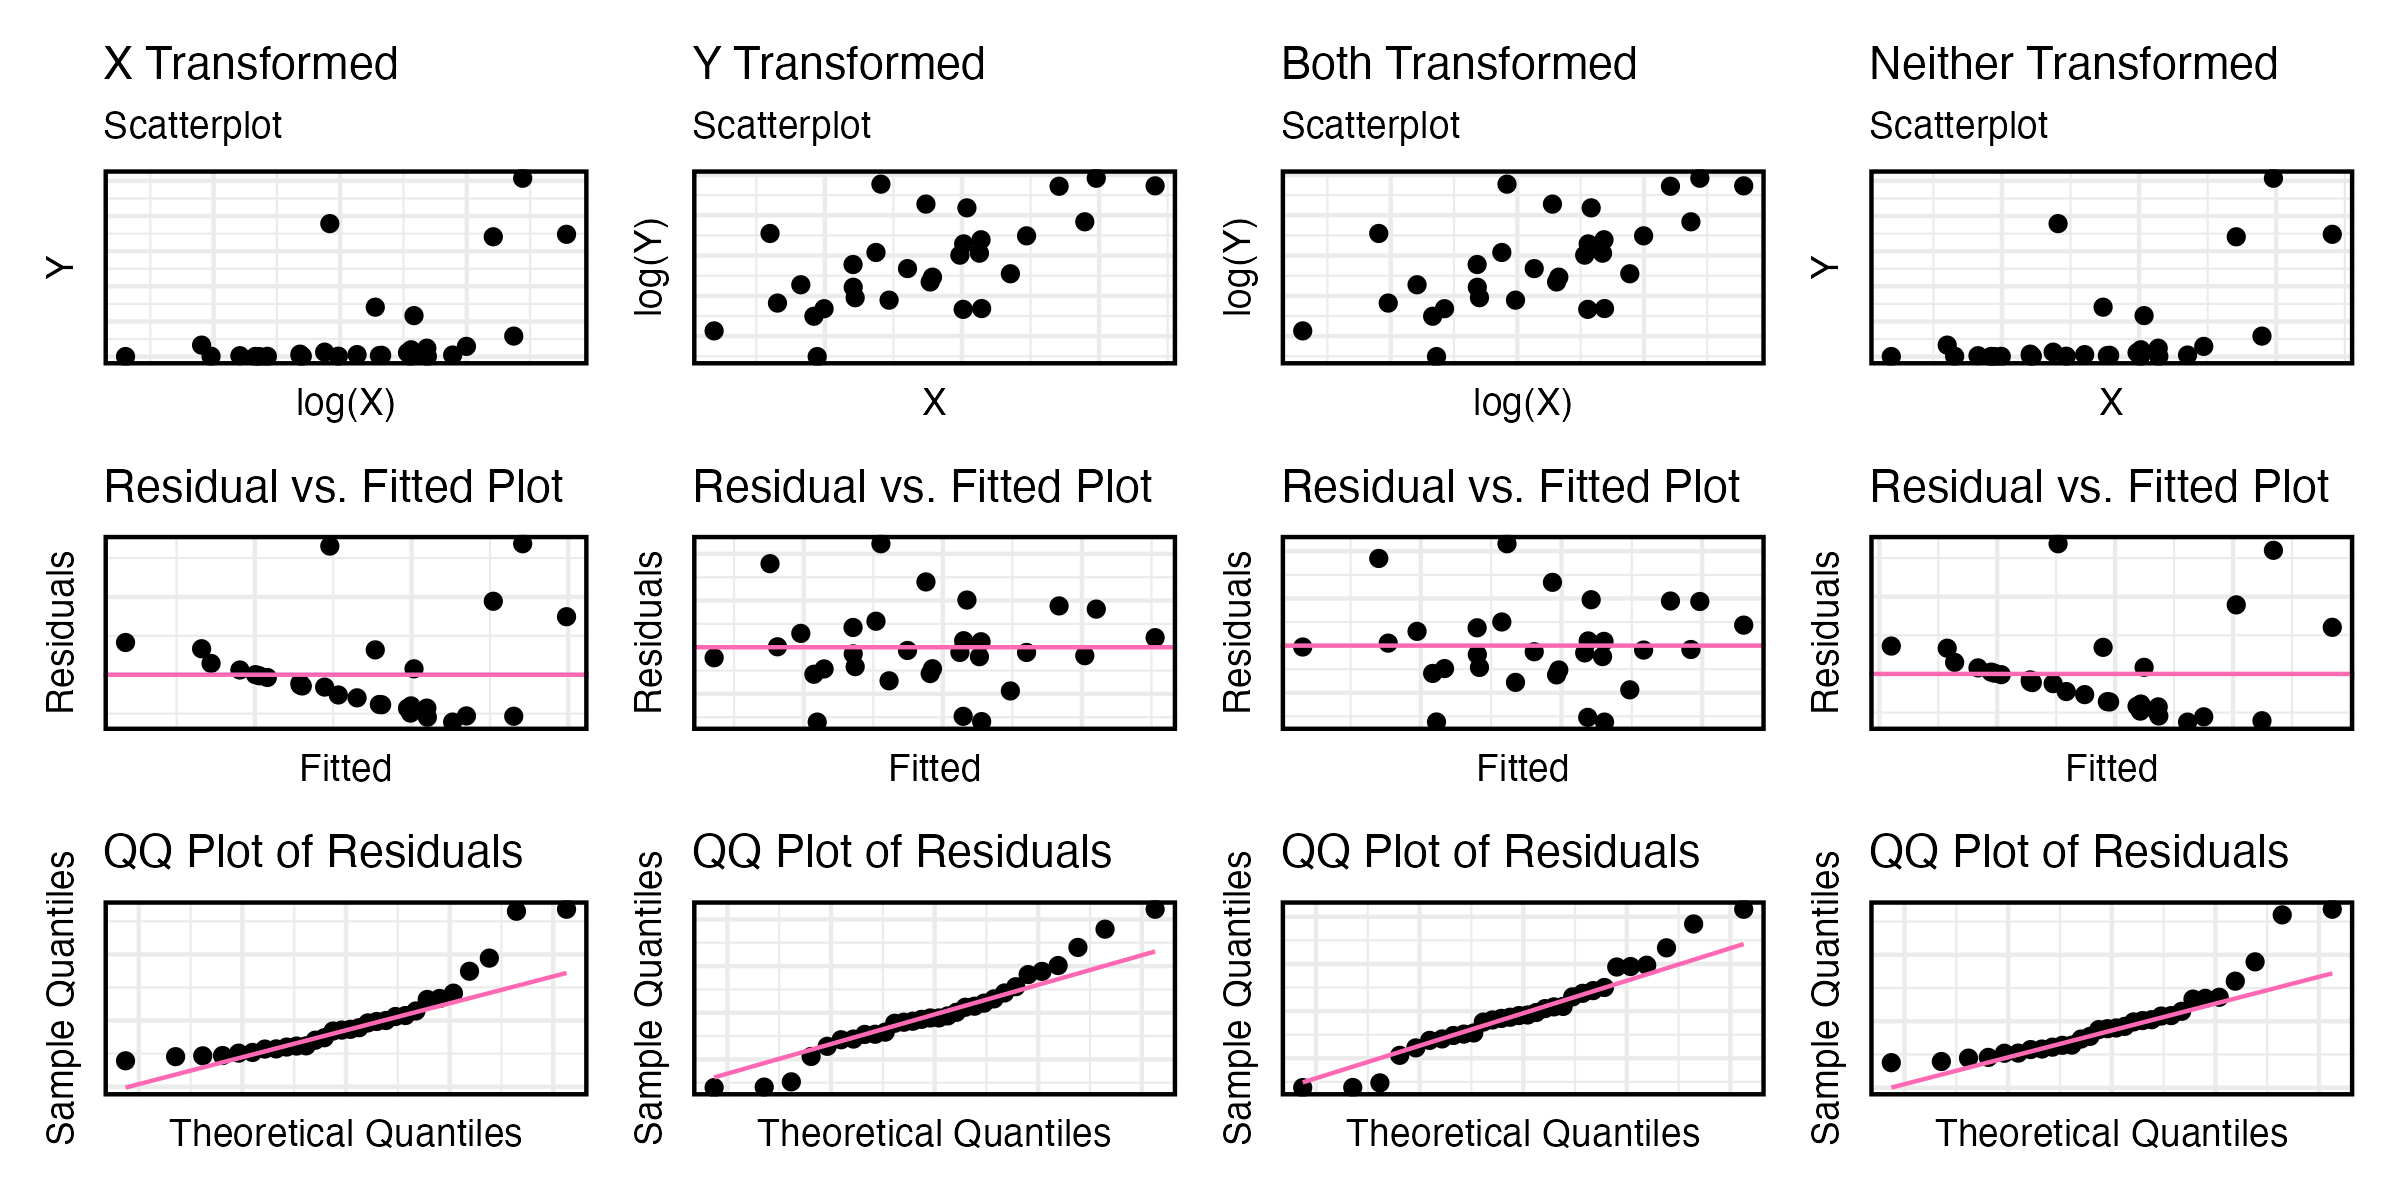 X Transformed
Y Transformed
Both Transformed
Neither Transformed
Scatterplot
Scatterplot
Scatterplot
Scatterplot
Y
log(Y)
log(Y)
Y
log(X)
X
log(X)
X
Residual vs. Fitted Plot
Residual vs. Fitted Plot
Residual vs. Fitted Plot
Residual vs. Fitted Plot
Residuals
Residuals
Residuals
Residuals
Fitted
Fitted
Fitted
Fitted
QQ Plot of Residuals
QQ Plot of Residuals
QQ Plot of Residuals
QQ Plot of Residuals
Sample Quantiles
Sample Quantiles
Sample Quantiles
Sample Quantiles
Theoretical Quantiles
Theoretical Quantiles
Theoretical Quantiles
Theoretical Quantiles